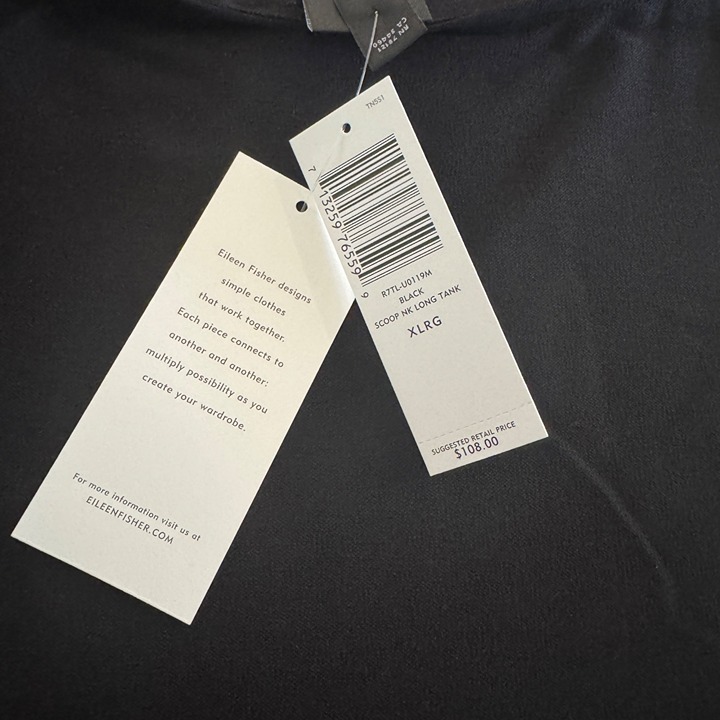 RN 78121
TN551
7 13259 76559 9
R7TL-U0119M
BLACK
SCOOP NK LONG TANK
XLRG
SUGGESTED RETAIL PRICE
$108.00
Eileen Fisher designs
simple clothes
that work together.
Each piece connects to
another and another:
multiply possibility as you
create your wardrobe.
For more information visit us at
EILEENFISHER.COM